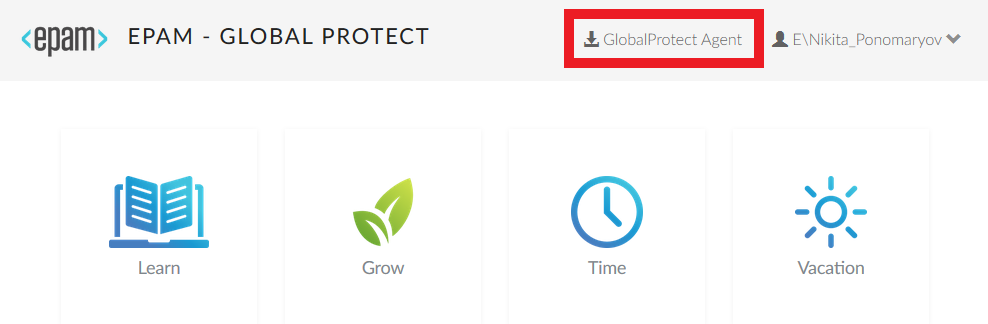 <epam> EPAM - GLOBAL PROTECT GlobalProtect Agent E\Nikita_Ponomaryov
Learn Grow Time Vacation